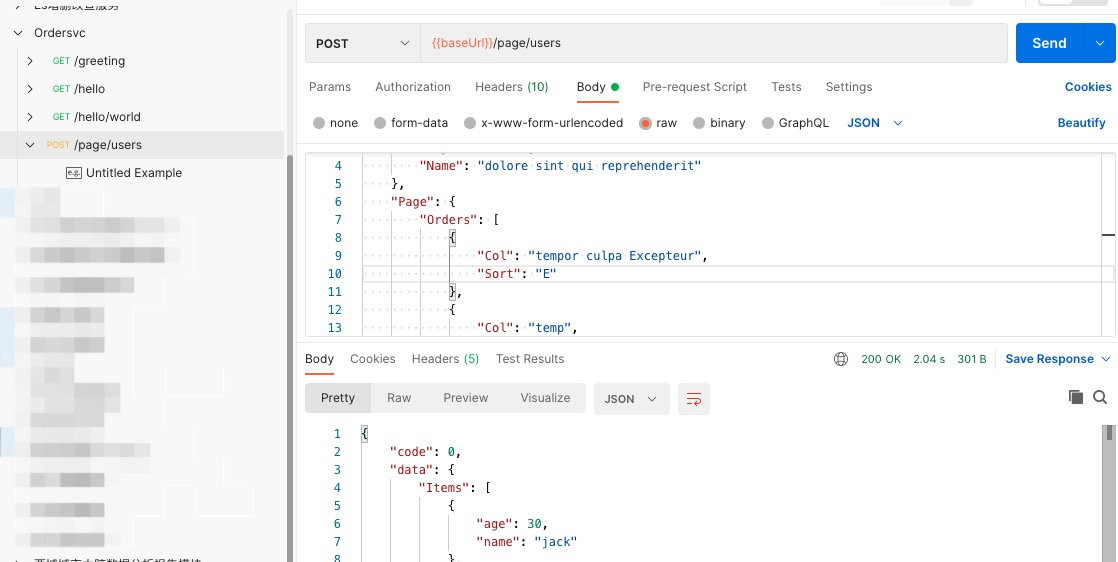 Ordersvc
GET /greeting
GET /hello
GET /hello/world
POST /page/users
e.g. Untitled Example
POST {{baseUrl}}/page/users Send
Params Authorization Headers (10) Body Pre-request Script Tests Settings Cookies
none form-data x-www-form-urlencoded raw binary GraphQL JSON Beautify
4 "Name": "dolore sint qui reprehenderit"
5 },
6 "Page": {
7 "Orders": [
8 {
9 "Col": "tempor culpa Excepteur",
10 "Sort": "E"
11 },
12 {
13 "Col": "temp",
Body Cookies Headers (5) Test Results 200 OK 2.04 s 301 B Save Response
Pretty Raw Preview Visualize JSON
1 {
2 "code": 0,
3 "data": {
4 "Items": [
5 {
6 "age": 30,
7 "name": "jack"
8 },